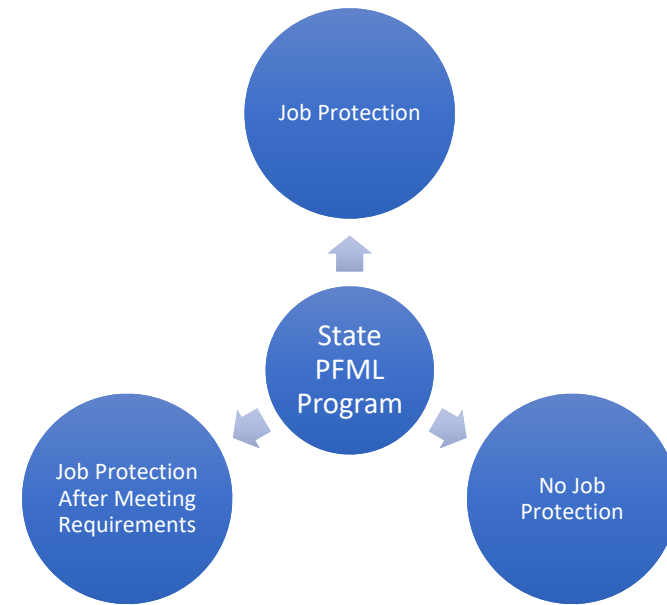 Job Protection
State
PFML
Program
Job Protection
After Meeting
Requirements
No Job
Protection